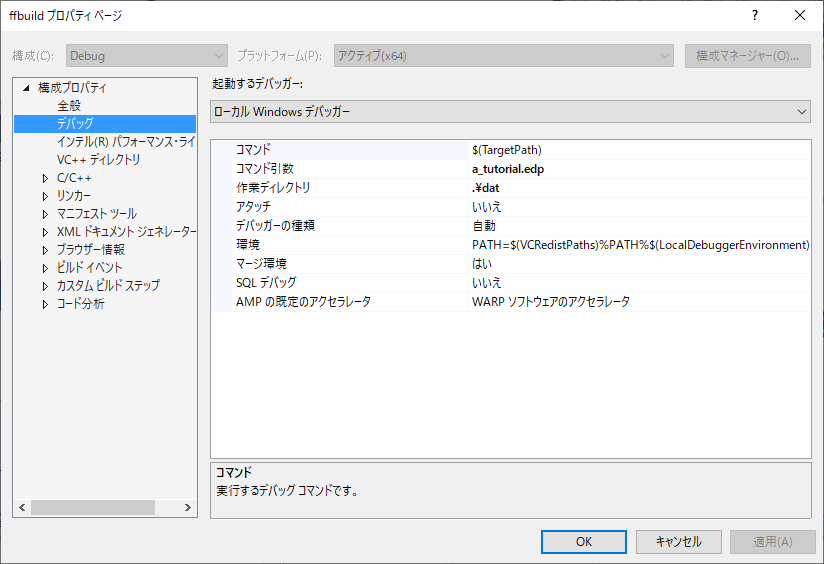 ffbuild プロパティ ページ
? ×
構成(C): Debug プラットフォーム(P): アクティブ(x64) 構成マネージャー(O)...
構成プロパティ
全般
デバッグ
インテル(R) パフォーマンス・ライ
VC++ ディレクトリ
C/C++
リンカー
マニフェスト ツール
XML ドキュメント ジェネレーター
ブラウザー情報
ビルド イベント
カスタム ビルド ステップ
コード分析
起動するデバッガー:
ローカル Windows デバッガー
コマンド $(TargetPath)
コマンド引数 a_tutorial.edp
作業ディレクトリ .¥dat
アタッチ いいえ
デバッガーの種類 自動
環境 PATH=$(VCRedistPaths)%PATH%$(LocalDebuggerEnvironment)
マージ環境 はい
SQL デバッグ いいえ
AMP の既定のアクセラレータ WARP ソフトウェアのアクセラレータ
コマンド
実行するデバッグ コマンドです。
OK キャンセル 適用(A)